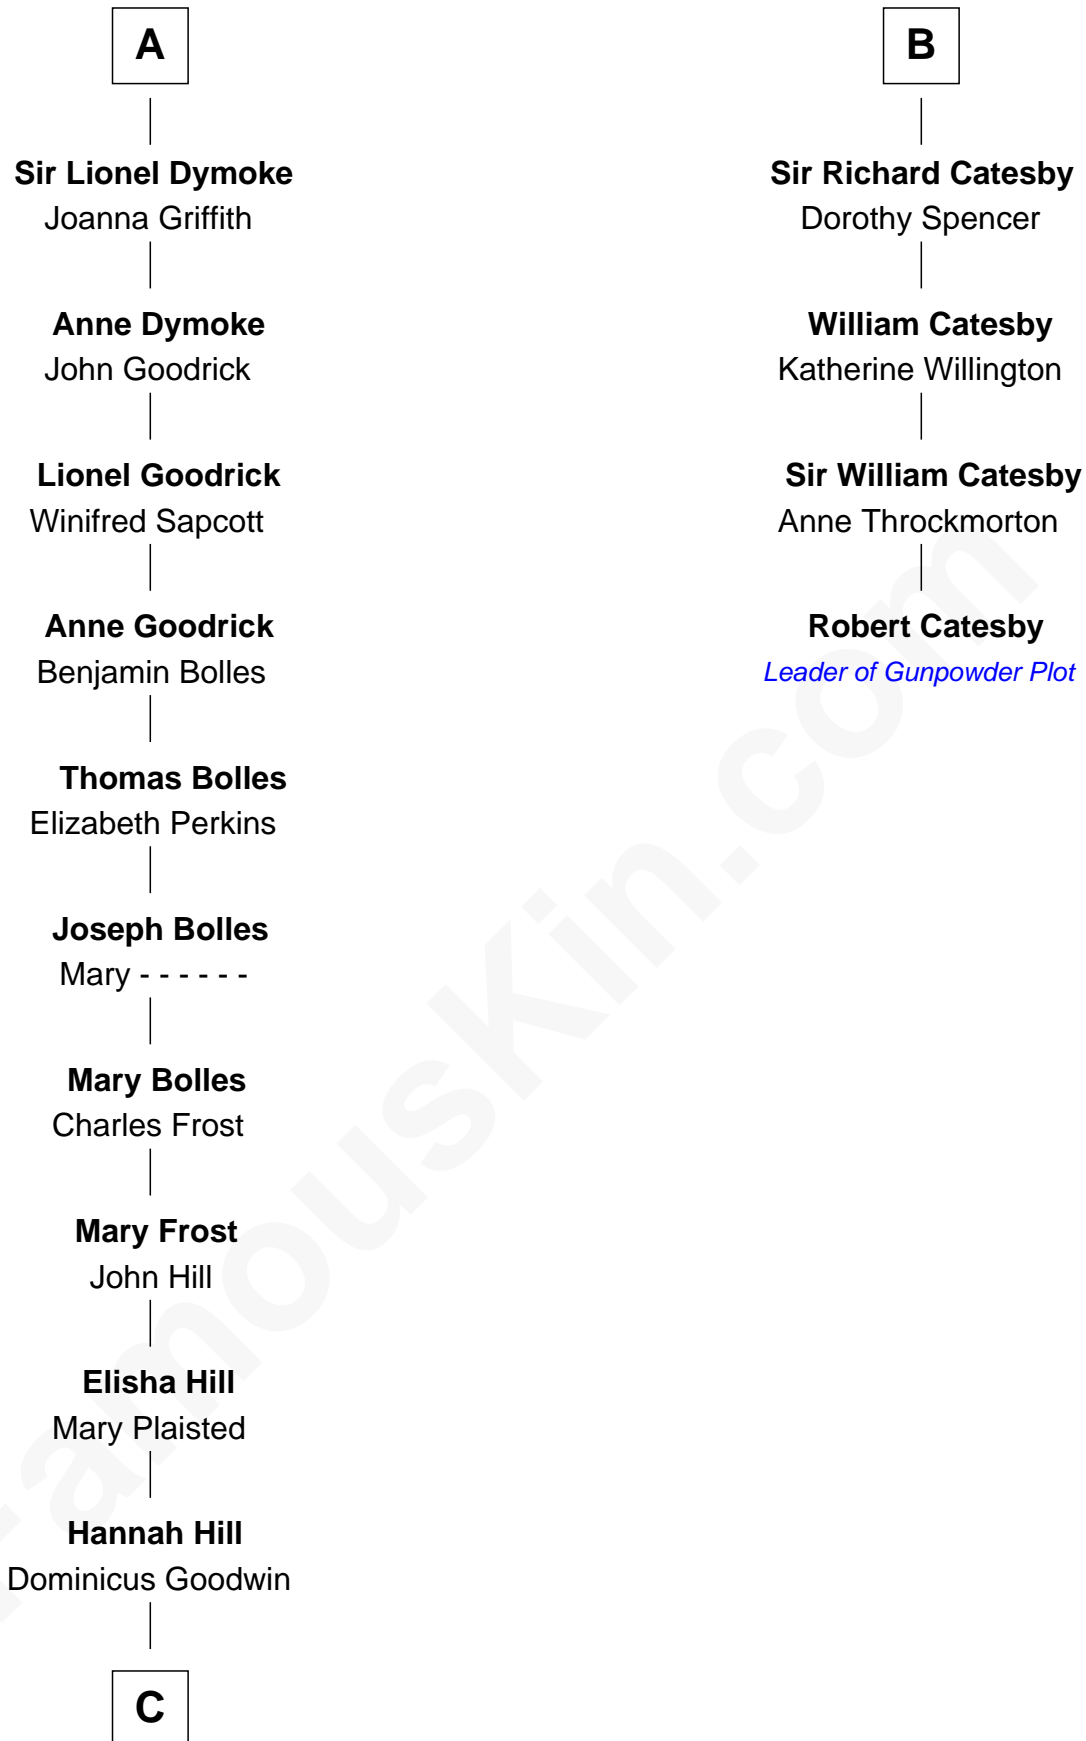 A
Sir Lionel Dymoke
Joanna Griffith
Anne Dymoke
John Goodrick
Lionel Goodrick
Winifred Sapcott
Anne Goodrick
Benjamin Bolles
Thomas Bolles
Elizabeth Perkins
Joseph Bolles
Mary - - - - - -
Mary Bolles
Charles Frost
Mary Frost
John Hill
Elisha Hill
Mary Plaisted
Hannah Hill
Dominicus Goodwin
C
B
Sir Richard Catesby
Dorothy Spencer
William Catesby
Katherine Willington
Sir William Catesby
Anne Throckmorton
Robert Catesby
Leader of Gunpowder Plot
FamousKin.com